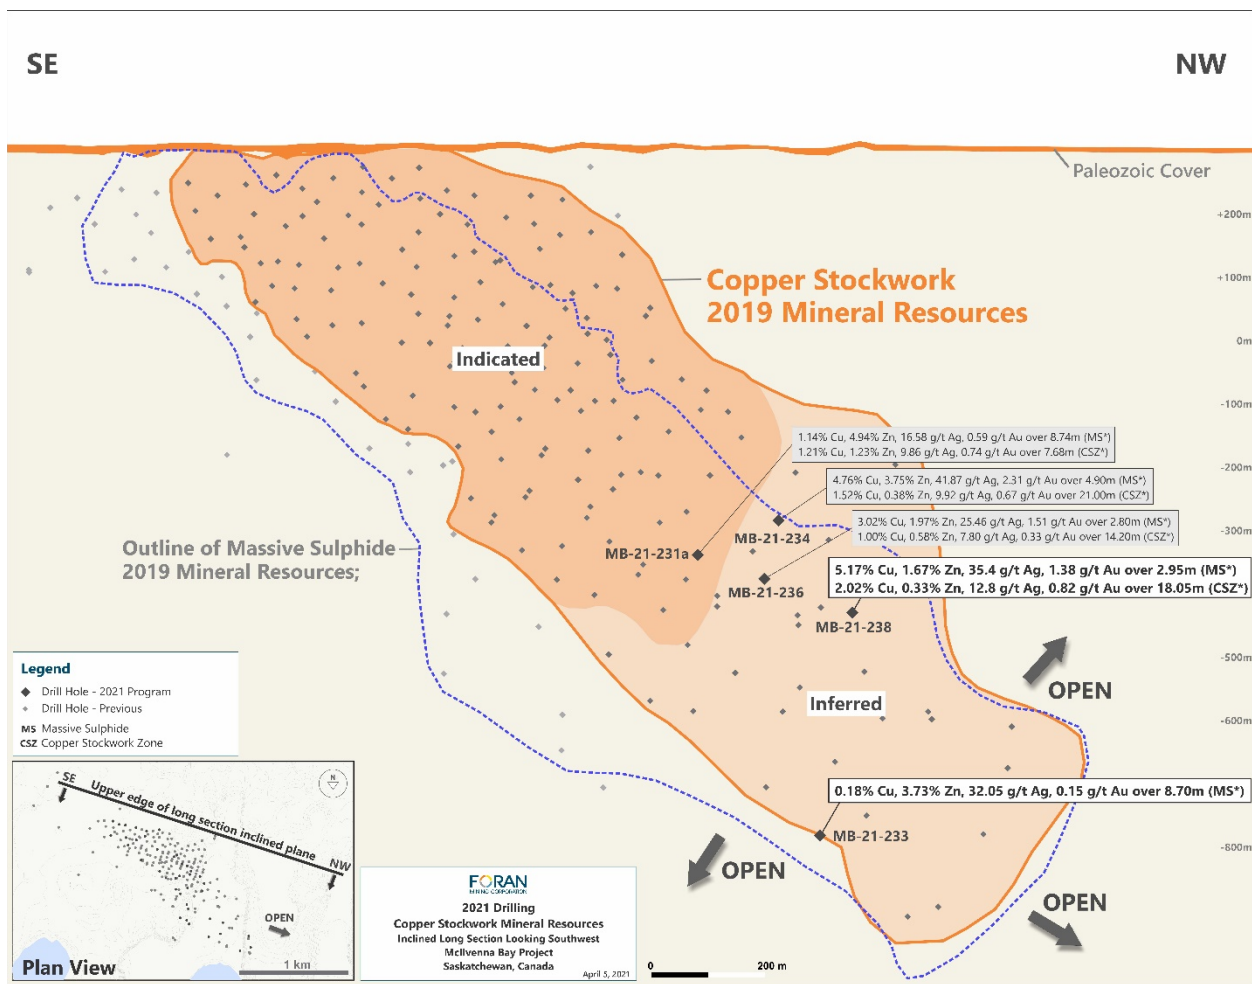 SE
NW
Paleozoic Cover
+200m
+100m
0m
-100m
-200m
-300m
-500m
-600m
-800m
Copper Stockwork
2019 Mineral Resources
Indicated
1.14% Cu, 4.94% Zn, 16.58 g/t Ag, 0.59 g/t Au over 8.74m (MS*)
1.21% Cu, 1.23% Zn, 9.86 g/t Ag, 0.74 g/t Au over 7.68m (CSZ*)
4.76% Cu, 3.75% Zn, 41.87 g/t Ag, 2.31 g/t Au over 4.90m (MS*)
1.52% Cu, 0.38% Zn, 9.92 g/t Ag, 0.67 g/t Au over 21.00m (CSZ*)
3.02% Cu, 1.97% Zn, 25.46 g/t Ag, 1.51 g/t Au over 2.80m (MS*)
1.00% Cu, 0.58% Zn, 7.80 g/t Ag, 0.33 g/t Au over 14.20m (CSZ*)
5.17% Cu, 1.67% Zn, 35.4 g/t Ag, 1.38 g/t Au over 2.95m (MS*)
2.02% Cu, 0.33% Zn, 12.8 g/t Ag, 0.82 g/t Au over 18.05m (CSZ*)
MB-21-234
MB-21-231a
MB-21-236
MB-21-238
Outline of Massive Sulphide
2019 Mineral Resources;
OPEN
Inferred
0.18% Cu, 3.73% Zn, 32.05 g/t Ag, 0.15 g/t Au over 8.70m (MS*)
MB-21-233
OPEN
OPEN
Legend
Drill Hole - 2021 Program
Drill Hole - Previous
MS Massive Sulphide
CSZ Copper Stockwork Zone
SE
Upper edge of long section inclined plane
NW
N
OPEN
Plan View
1 km
FORAN
MINING CORPORATION
2021 Drilling
Copper Stockwork Mineral Resources
Inclined Long Section Looking Southwest
McIlvenna Bay Project
Saskatchewan, Canada
April 5, 2021
0
200 m